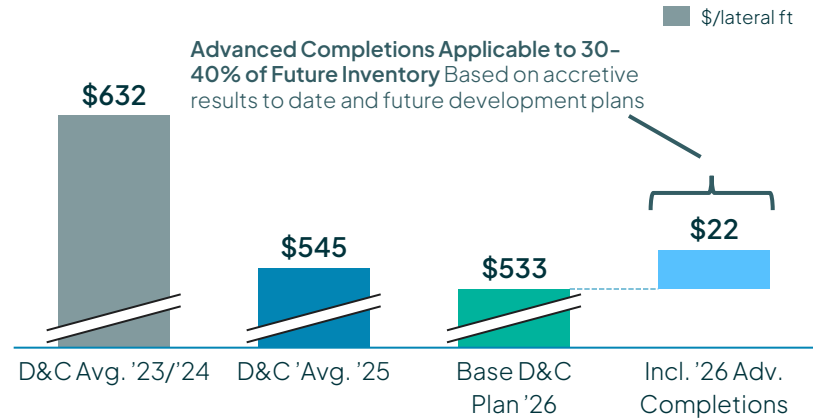 $/lateral ft
Advanced Completions Applicable to 30–
40% of Future Inventory Based on accretive
results to date and future development plans
$632
$545
$533
$22
D&C Avg. ’23/’24
D&C ’Avg. ’25
Base D&C
Plan ’26
Incl. ’26 Adv.
Completions